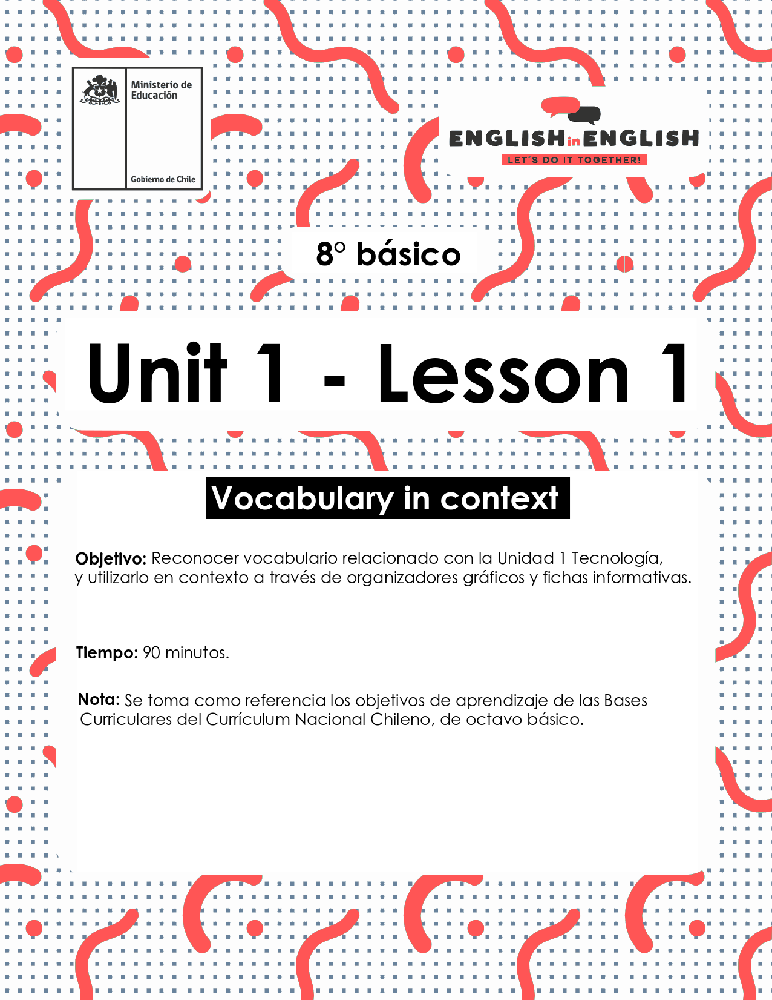 Ministerio de
Educación
Gobierno de Chile
ENGLISH in ENGLISH
LET´S DO IT TOGETHER!
8° básico
Unit 1 - Lesson 1
Vocabulary in context
Objetivo: Reconocer vocabulario relacionado con la Unidad 1 Tecnología,
y utilizarlo en contexto a través de organizadores gráficos y fichas informativas.
Tiempo: 90 minutos.
Nota: Se toma como referencia los objetivos de aprendizaje de las Bases
Curriculares del Currículum Nacional Chileno, de octavo básico.